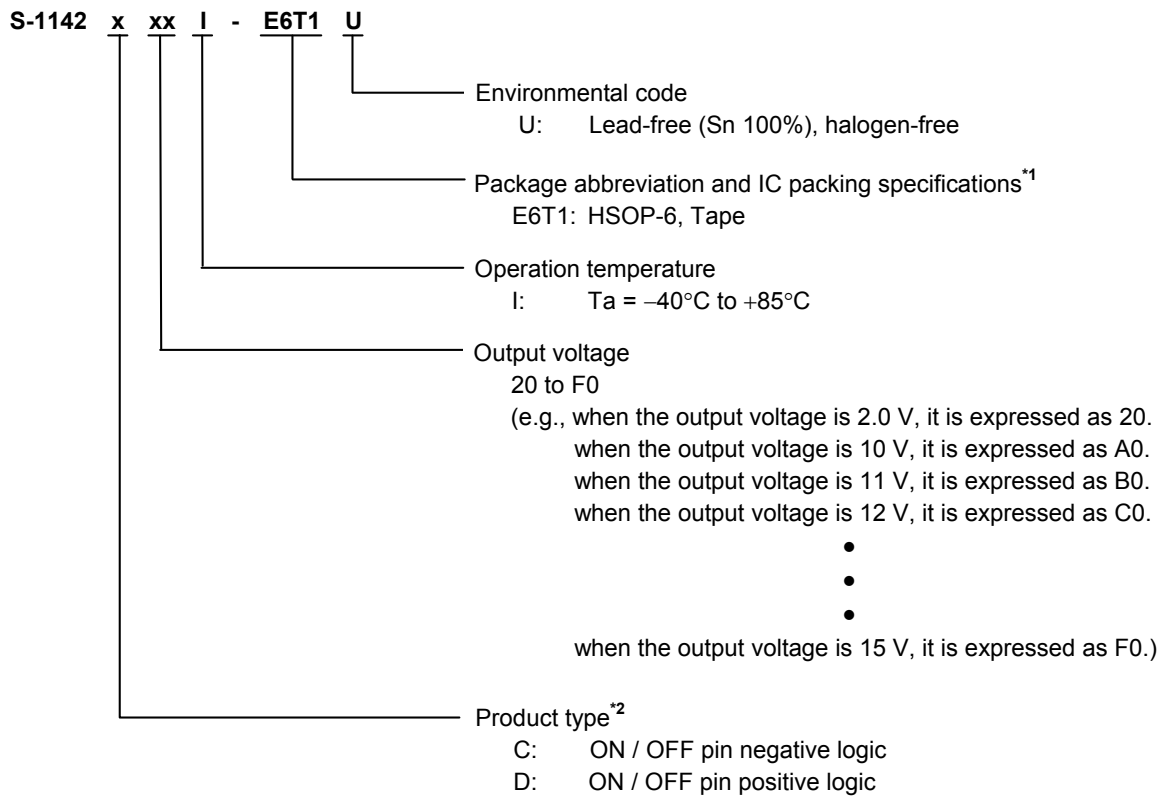 S-1142 x xx I - E6T1 U
Environmental code
U: Lead-free (Sn 100%), halogen-free
Package abbreviation and IC packing specifications*1
E6T1: HSOP-6, Tape
Operation temperature
I: Ta = −40°C to +85°C
Output voltage
20 to F0
(e.g., when the output voltage is 2.0 V, it is expressed as 20.
when the output voltage is 10 V, it is expressed as A0.
when the output voltage is 11 V, it is expressed as B0.
when the output voltage is 12 V, it is expressed as C0.
•
•
•
when the output voltage is 15 V, it is expressed as F0.)
Product type*2
C: ON / OFF pin negative logic
D: ON / OFF pin positive logic